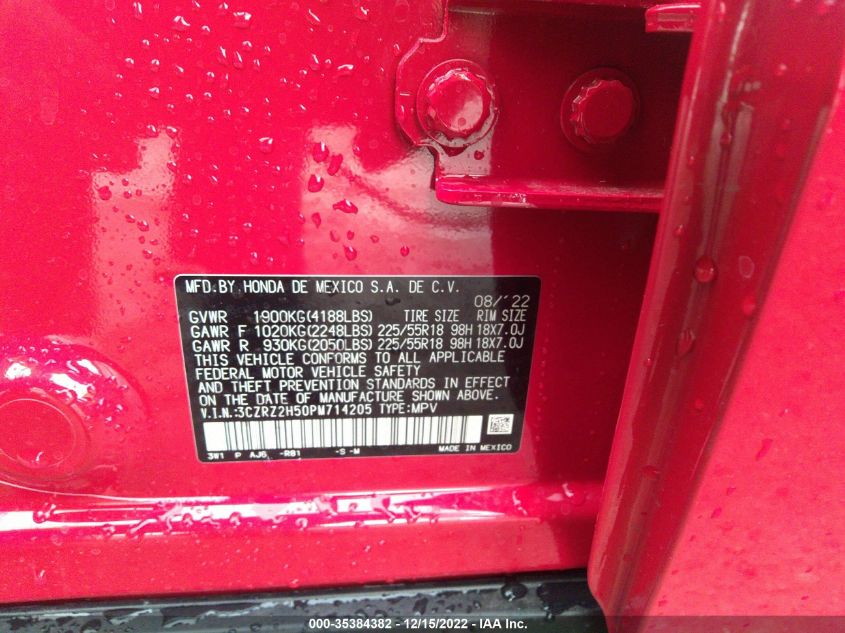 MFD.BY HONDA DE MEXICO S.A. DE C.V.
08/'22
GVWR 1900KG(4188LBS) TIRE SIZE RIM SIZE
GAWR F 1020KG(2248LBS) 225/55R18 98H 18X7.0J
GAWR R 930KG(2050LBS) 225/55R18 98H 18X7.0J
THIS VEHICLE CONFORMS TO ALL APPLICABLE
FEDERAL MOTOR VEHICLE SAFETY
AND THEFT PREVENTION STANDARDS IN EFFECT
ON THE DATE OF MANUFACTURE SHOWN ABOVE.
V.I.N.:3CZRZ2H50PM714205 TYPE:MPV
3W1 P AJ6 -R81 -S -M MADE IN MEXICO
000-35384382 - 12/15/2022 - IAA Inc.